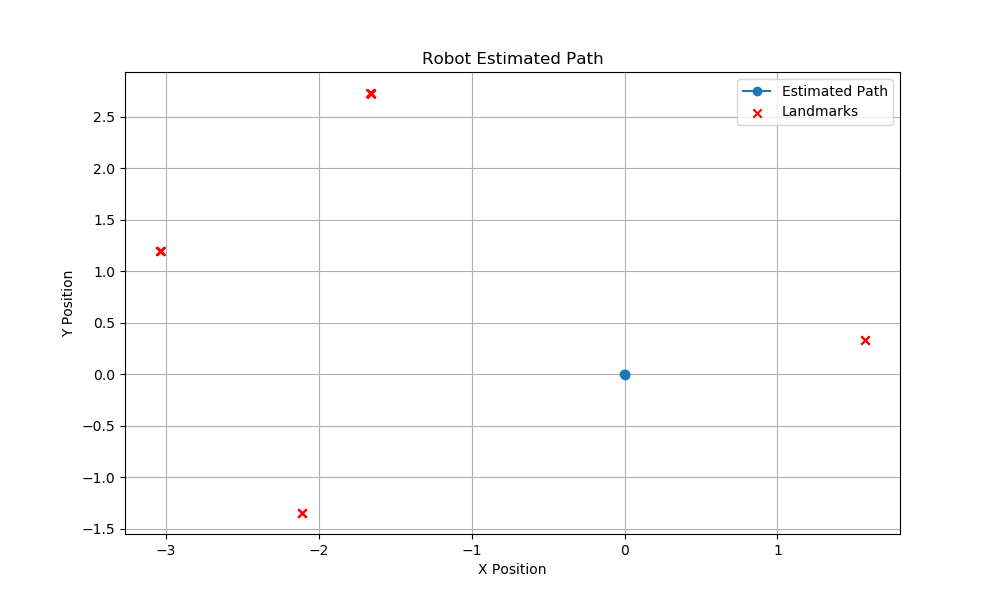 Robot Estimated Path
Estimated Path
Landmarks
2.5
2.0
1.5
1.0
0.5
0.0
−0.5
−1.0
−1.5
Y Position
−3
−2
−1
0
1
X Position